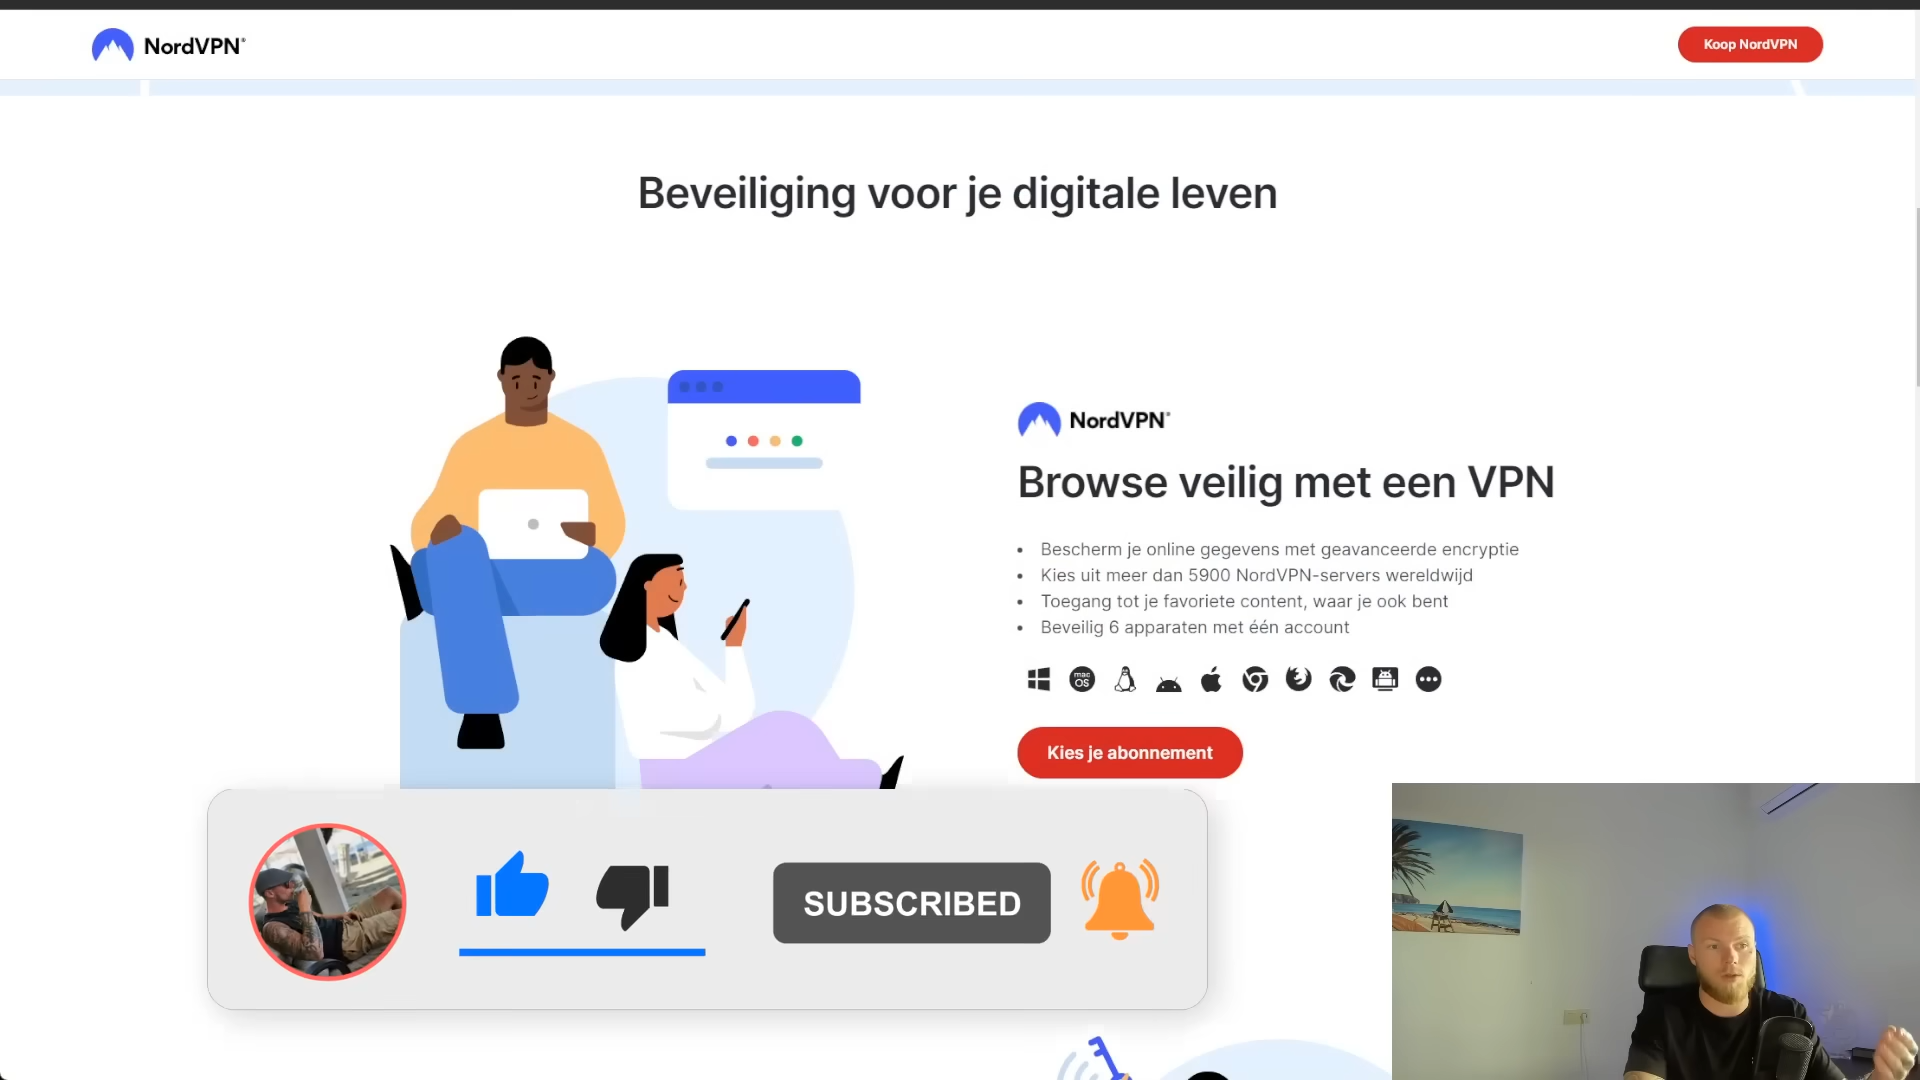 NordVPN®
Koop NordVPN
Beveiliging voor je digitale leven
NordVPN®
Browse veilig met een VPN
• Bescherm je online gegevens met geavanceerde encryptie
• Kies uit meer dan 5900 NordVPN-servers wereldwijd
• Toegang tot je favoriete content, waar je ook bent
• Beveilig 6 apparaten met één account
mac
OS
Kies je abonnement
SUBSCRIBED